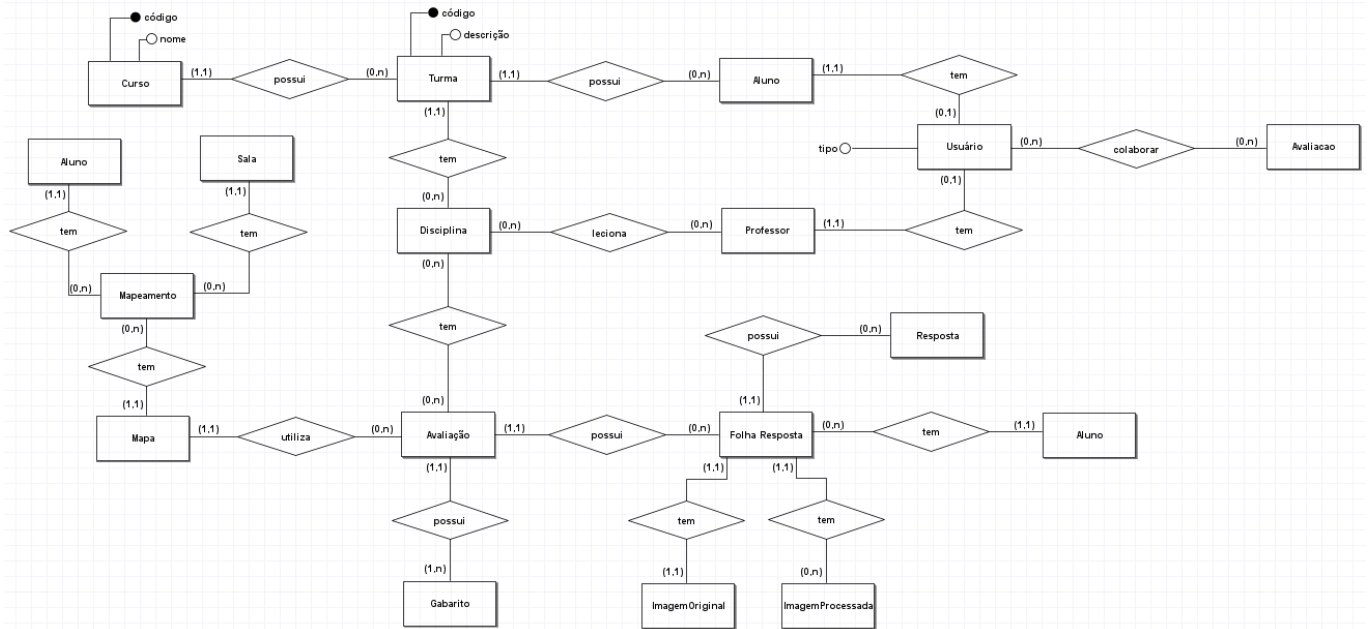 código
nome
código
descrição
Curso
(1,1)
possui
(0,n)
Turma
(1,1)
possui
(0,n)
Aluno
(1,1)
tem
(0,1)
tipo
Usuário
(0,n)
colaborar
(0,n)
Avaliacao
(0,1)
tem
(1,1)
Aluno
(1,1)
tem
(0,n)
Sala
(1,1)
tem
(0,n)
Mapeamento
(0,n)
tem
(1,1)
Mapa
(1,1)
utiliza
(0,n)
(1,1)
tem
(0,n)
Disciplina
(0,n)
leciona
(0,n)
Professor
(0,n)
tem
(0,n)
Avaliação
(1,1)
possui
(0,n)
Folha Resposta
(1,1)
possui
(0,n)
Resposta
(0,n)
tem
(1,1)
Aluno
(1,1)
possui
(1,n)
Gabarito
(1,1)
tem
(1,1)
ImagemOriginal
(1,1)
tem
(0,n)
ImagemProcessada